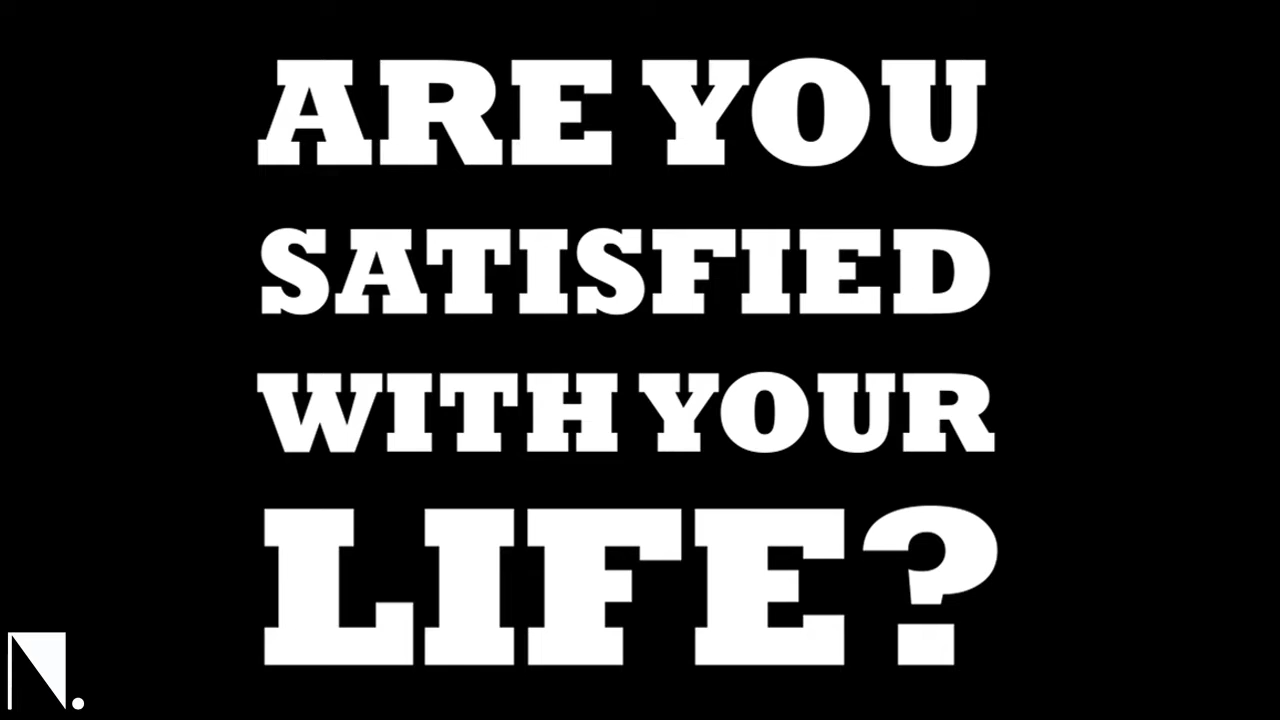 ARE YOU
SATISFIED
WITH YOUR
LIFE?
N.